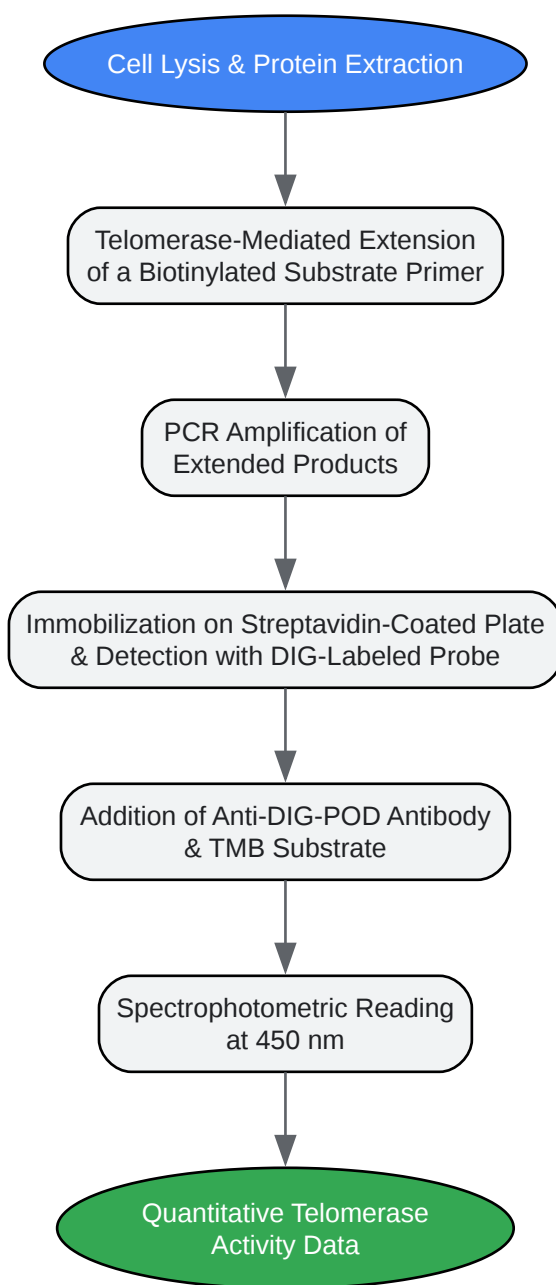 Cell Lysis & Protein Extraction
Telomerase-Mediated Extension
of a Biotinylated Substrate Primer
PCR Amplification of
Extended Products
Immobilization on Streptavidin-Coated Plate
& Detection with DIG-Labeled Probe
Addition of Anti-DIG-POD Antibody
& TMB Substrate
Spectrophotometric Reading
at 450 nm
Quantitative Telomerase
Activity Data